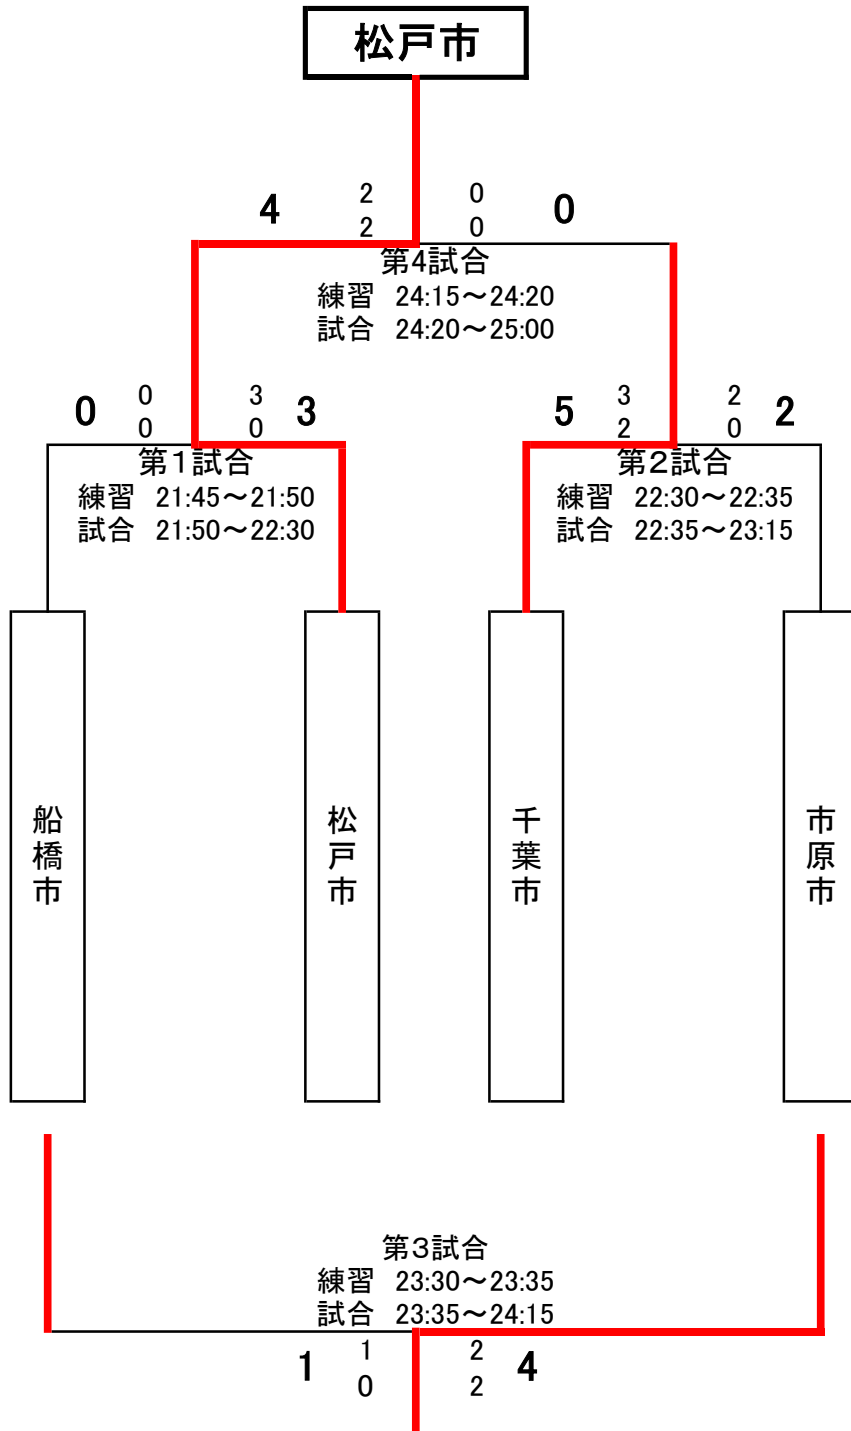 松戸市
4 2 0 0
2 0
第4試合
練習 24:15～24:20
試合 24:20～25:00
0 0 3 3
0 0
第1試合
練習 21:45～21:50
試合 21:50～22:30
5 3 2 2
2 0
第2試合
練習 22:30～22:35
試合 22:35～23:15
船橋市
松戸市
千葉市
市原市
第3試合
練習 23:30～23:35
試合 23:35～24:15
1 1 2 4
0 2